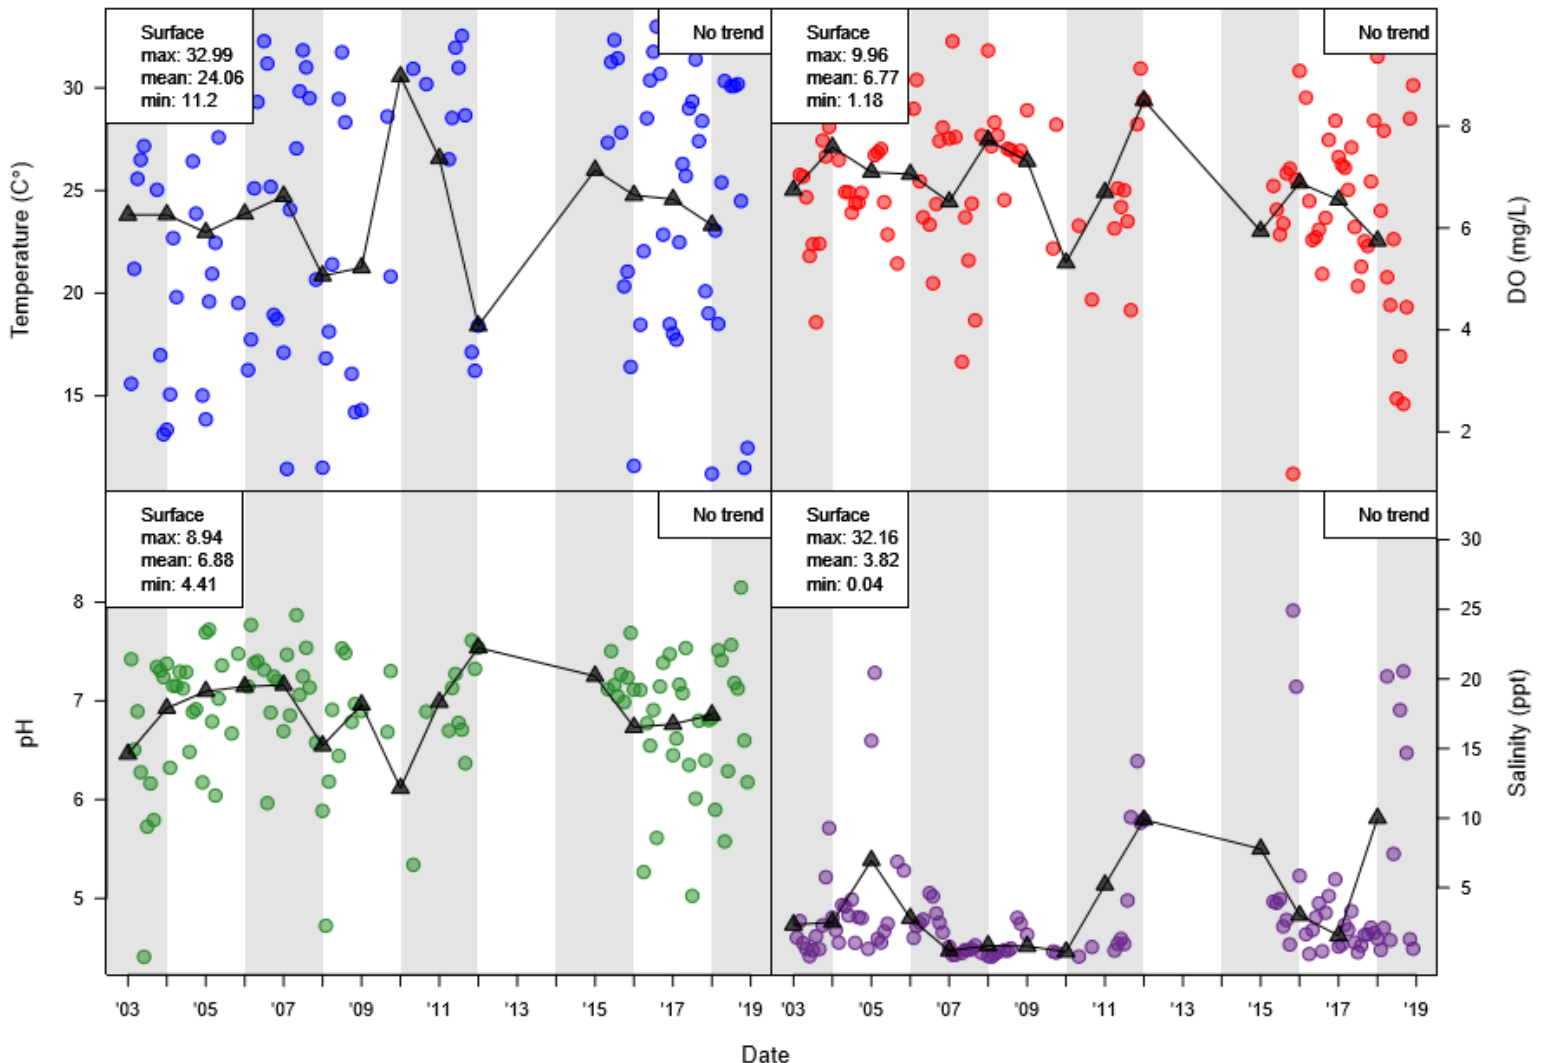 Surface
max: 32.99
mean: 24.06
min: 11.2
No trend
Surface
max: 9.96
mean: 6.77
min: 1.18
No trend
30
25
20
15
Temperature (C°)
8
6
4
2
DO (mg/L)
Surface
max: 8.94
mean: 6.88
min: 4.41
No trend
Surface
max: 32.16
mean: 3.82
min: 0.04
No trend
8
7
6
5
pH
30
25
20
15
10
5
Salinity (ppt)
'03 '05 '07 '09 '11 '13 '15 '17 '19 '03 '05 '07 '09 '11 '13 '15 '17 '19
Date